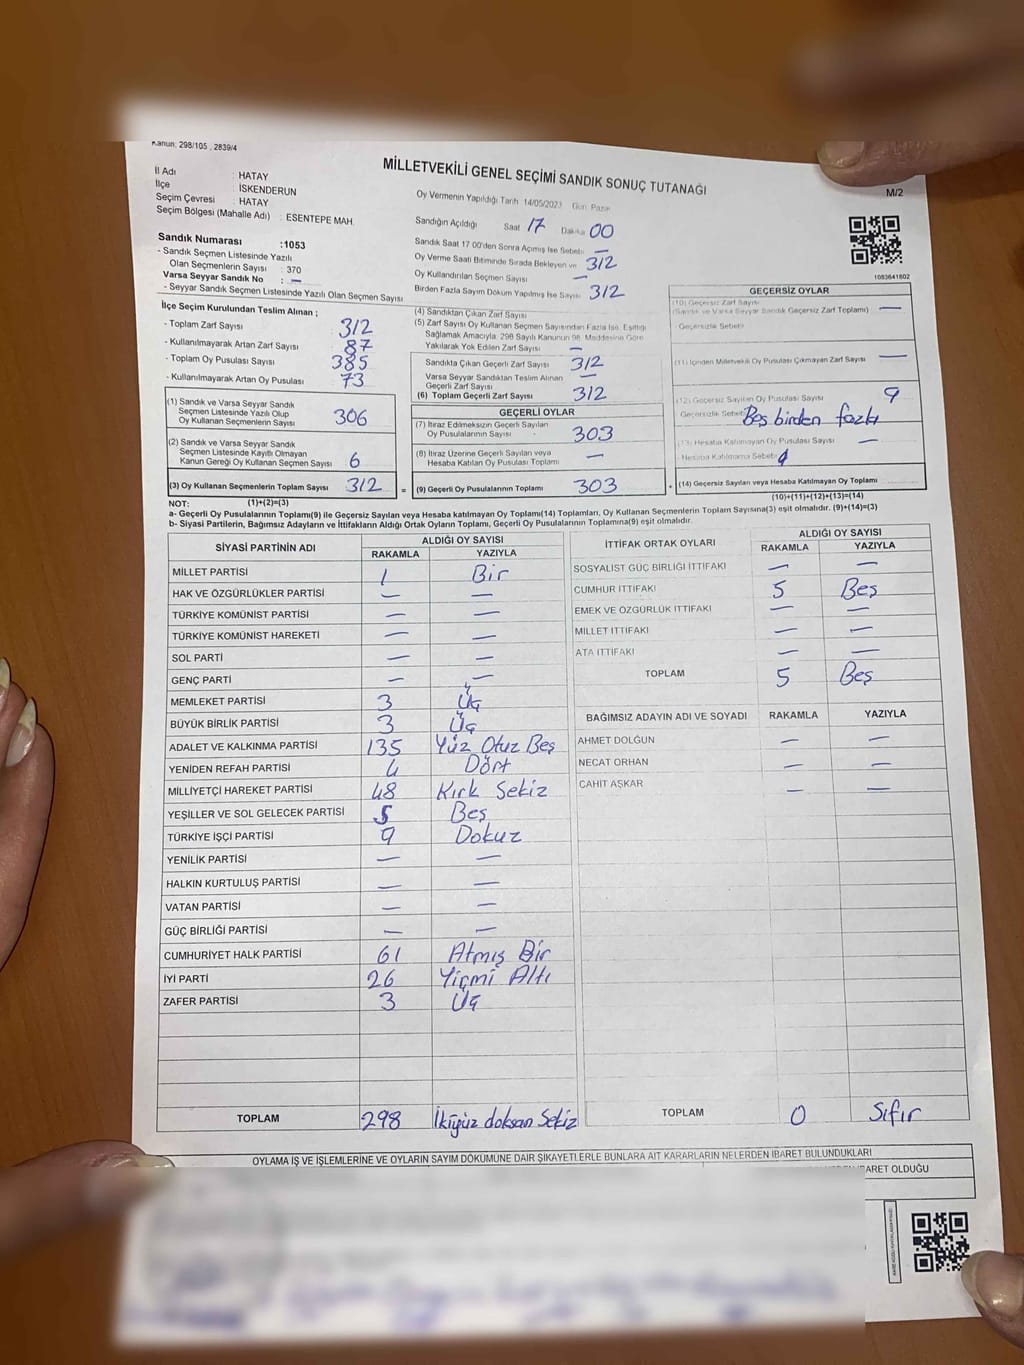 Kanun: 298/105 , 2839/4
MİLLETVEKİLİ GENEL SEÇİMİ SANDIK SONUÇ TUTANAĞI
M/2
İl Adı : HATAY
İlçe : İSKENDERUN
Seçim Çevresi : HATAY
Seçim Bölgesi (Mahalle Adı) : ESENTEPE MAH.
Sandık Numarası :1053
- Sandık Seçmen Listesinde Yazılı
Olan Seçmenlerin Sayısı : 370
Varsa Seyyar Sandık No : —
- Seyyar Sandık Seçmen Listesinde Yazılı Olan Seçmen Sayısı
Oy Vermenin Yapıldığı Tarih 14/05/2023 Gün Pazar
Sandığın Açıldığı Saat 17 Dakika 00
Sandık Saat 17:00'den Sonra Açılmış İse Sebebi —
Oy Verme Saati Bitiminde Sırada Bekleyen ve 312
Oy Kullandırılan Seçmen Sayısı —
Birden Fazla Sayım Döküm Yapılmış İse Sayısı 312
1083641802
İlçe Seçim Kurulundan Teslim Alınan ;
- Toplam Zarf Sayısı 312
- Kullanılmayarak Artan Zarf Sayısı 87
- Toplam Oy Pusulası Sayısı 385
- Kullanılmayarak Artan Oy Pusulası 73
(1) Sandık ve Varsa Seyyar Sandık
Seçmen Listesinde Yazılı Olup
Oy Kullanan Seçmenlerin Sayısı 306
(2) Sandık ve Varsa Seyyar Sandık
Seçmen Listesinde Kayıtlı Olmayan
Kanun Gereği Oy Kullanan Seçmen Sayısı 6
(3) Oy Kullanan Seçmenlerin Toplam Sayısı 312 =
(4) Sandıktan Çıkan Zarf Sayısı
(5) Zarf Sayısı Oy Kullanan Seçmen Sayısından Fazla İse, Eşitliği
Sağlamak Amacıyla; 298 Sayılı Kanunun 98. Maddesine Göre
Yakılarak Yok Edilen Zarf Sayısı —
Sandıkta Çıkan Geçerli Zarf Sayısı 312
Varsa Seyyar Sandıktan Teslim Alınan
Geçerli Zarf Sayısı —
(6) Toplam Geçerli Zarf Sayısı 312
GEÇERLİ OYLAR
(7) İtiraz Edilmeksizin Geçerli Sayılan
Oy Pusulalarının Sayısı 303
(8) İtiraz Üzerine Geçerli Sayılan veya
Hesaba Katılan Oy Pusulası Toplamı —
(9) Geçerli Oy Pusulalarının Toplamı 303 +
GEÇERSİZ OYLAR
(10) Geçersiz Zarf Sayısı
(Sandık ve Varsa Seyyar Sandık Geçersiz Zarf Toplamı) —
Geçersizlik Sebebi
(11) İçinden Milletvekili Oy Pusulası Çıkmayan Zarf Sayısı —
(12) Geçersiz Sayılan Oy Pusulası Sayısı 9
Geçersizlik Sebebi Beş birden fazla
(13) Hesaba Katılmayan Oy Pusulası Sayısı —
Hesaba Katılmama Sebebi
(14) Geçersiz Sayılan veya Hesaba Katılmayan Oy Toplamı
NOT: (1)+(2)=(3)
(10)+(11)+(12)+(13)=(14)
a- Geçerli Oy Pusulalarının Toplamı(9) ile Geçersiz Sayılan veya Hesaba katılmayan Oy Toplamı(14) Toplamları, Oy Kullanan Seçmenlerin Toplam Sayısına(3) eşit olmalıdır. (9)+(14)=(3)
b- Siyasi Partilerin, Bağımsız Adayların ve İttifakların Aldığı Ortak Oyların Toplamı, Geçerli Oy Pusulalarının Toplamına(9) eşit olmalıdır.
SİYASİ PARTİNİN ADI ALDIĞI OY SAYISI
RAKAMLA YAZIYLA
MİLLET PARTİSİ 1 Bir
HAK VE ÖZGÜRLÜKLER PARTİSİ — —
TÜRKİYE KOMÜNİST PARTİSİ — —
TÜRKİYE KOMÜNİST HAREKETİ — —
SOL PARTİ — —
GENÇ PARTİ — —
MEMLEKET PARTİSİ 3 Üç
BÜYÜK BİRLİK PARTİSİ 3 Üç
ADALET VE KALKINMA PARTİSİ 135 Yüz Otuz Beş
YENİDEN REFAH PARTİSİ 4 Dört
MİLLİYETÇİ HAREKET PARTİSİ 48 Kırk Sekiz
YEŞİLLER VE SOL GELECEK PARTİSİ 5 Beş
TÜRKİYE İŞÇİ PARTİSİ 9 Dokuz
YENİLİK PARTİSİ — —
HALKIN KURTULUŞ PARTİSİ — —
VATAN PARTİSİ — —
GÜÇ BİRLİĞİ PARTİSİ — —
CUMHURİYET HALK PARTİSİ 61 Atmış Bir
İYİ PARTİ 26 Yirmi Altı
ZAFER PARTİSİ 3 Üç
TOPLAM 298 İkiyüz doksan Sekiz
İTTİFAK ORTAK OYLARI ALDIĞI OY SAYISI
RAKAMLA YAZIYLA
SOSYALİST GÜÇ BİRLİĞİ İTTİFAKI — —
CUMHUR İTTİFAKI 5 Beş
EMEK VE ÖZGÜRLÜK İTTİFAKI — —
MİLLET İTTİFAKI — —
ATA İTTİFAKI — —
TOPLAM 5 Beş
BAĞIMSIZ ADAYIN ADI VE SOYADI RAKAMLA YAZIYLA
AHMET DOLĞUN — —
NECAT ORHAN — —
CAHİT AŞKAR — —
TOPLAM 0 Sıfır
OYLAMA İŞ VE İŞLEMLERİNE VE OYLARIN SAYIM DÖKÜMÜNE DAİR ŞİKAYETLERLE BUNLARA AİT KARARLARIN NELERDEN İBARET BULUNDUKLARI
İBARET OLDUĞU